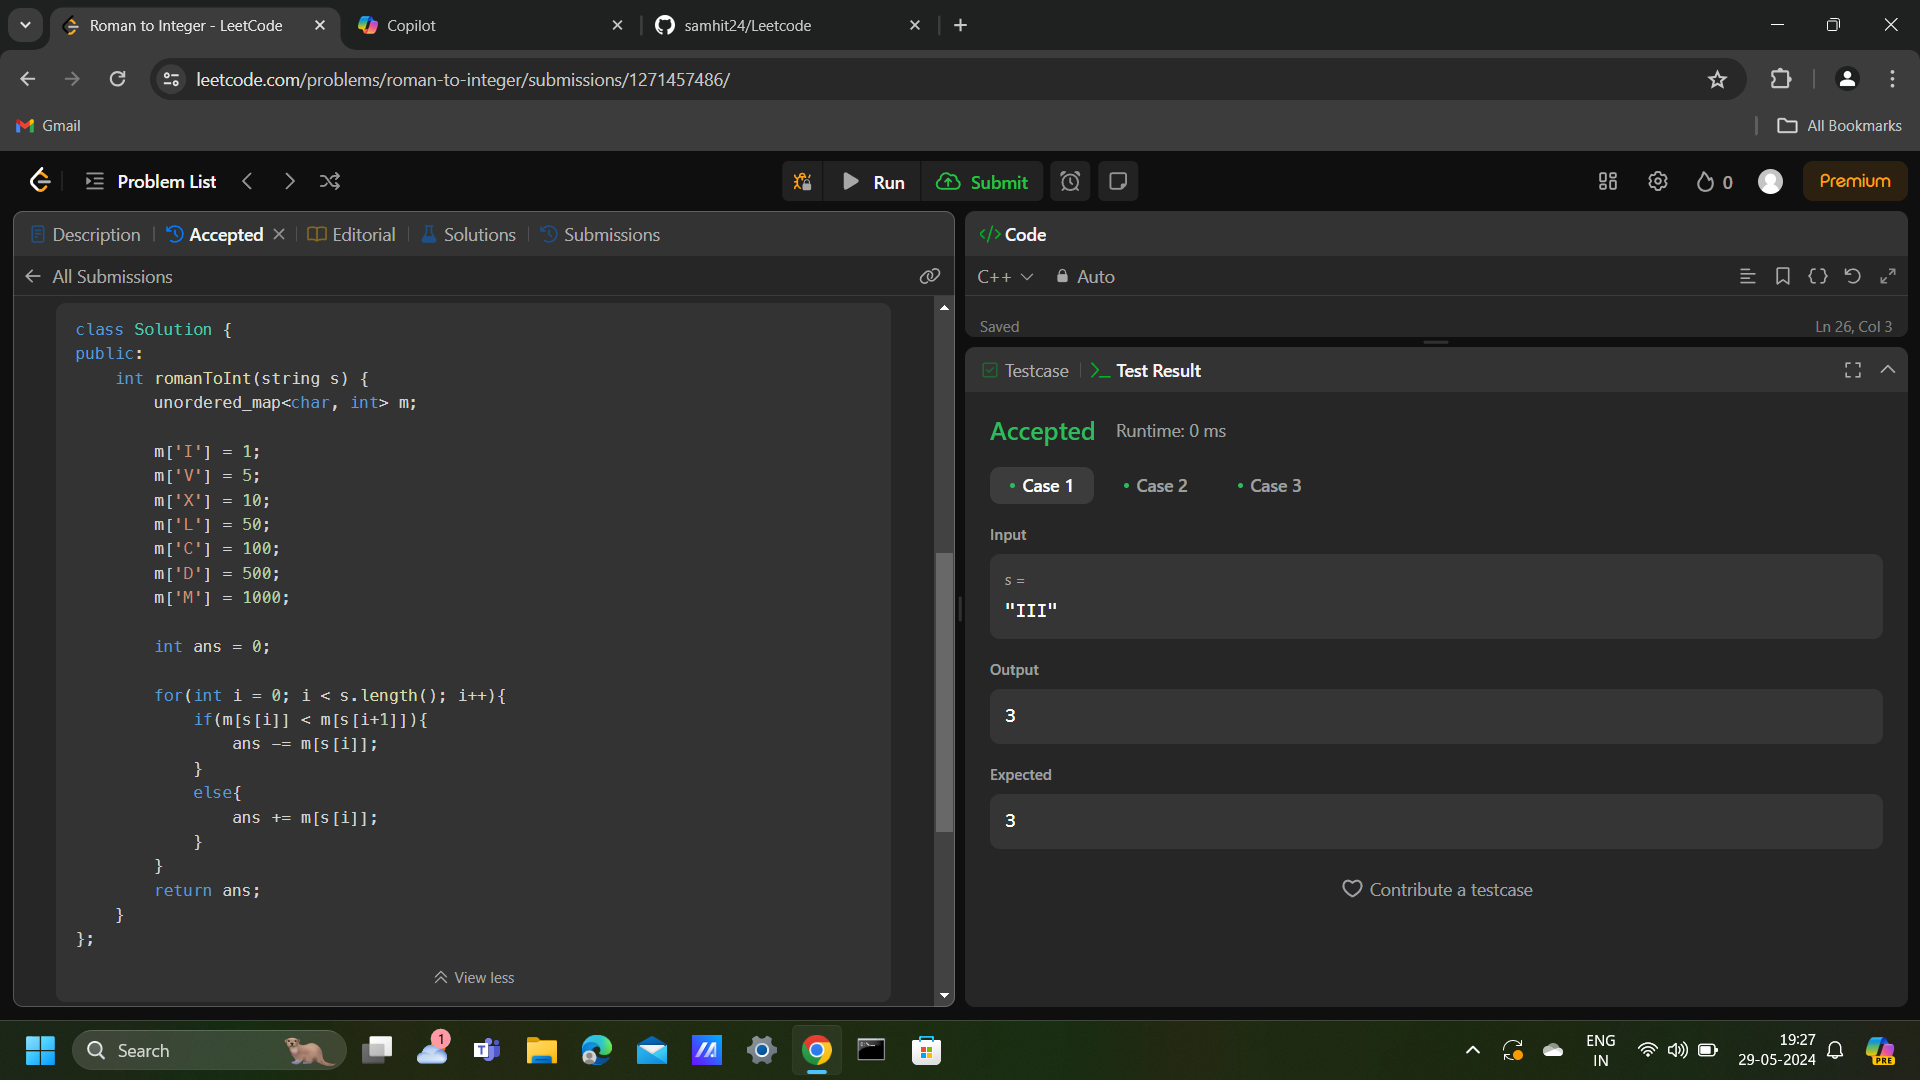 Roman to Integer - LeetCode
Copilot
samhit24/Leetcode
leetcode.com/problems/roman-to-integer/submissions/1271457486/
Gmail
All Bookmarks
Problem List
Run
Submit
0
Premium
Description
Accepted
Editorial
Solutions
Submissions
All Submissions
class Solution {
public:
    int romanToInt(string s) {
        unordered_map<char, int> m;
        m['I'] = 1;
        m['V'] = 5;
        m['X'] = 10;
        m['L'] = 50;
        m['C'] = 100;
        m['D'] = 500;
        m['M'] = 1000;
        int ans = 0;
        for(int i = 0; i < s.length(); i++){
            if(m[s[i]] < m[s[i+1]]){
                ans -= m[s[i]];
            }
            else{
                ans += m[s[i]];
            }
        }
        return ans;
    }
};
View less
</> Code
C++
Auto
Saved
Ln 26, Col 3
Testcase
>_ Test Result
Accepted
Runtime: 0 ms
• Case 1
• Case 2
• Case 3
Input
s =
"III"
Output
3
Expected
3
Contribute a testcase
Search
1
ENG
IN
19:27
29-05-2024
PRE